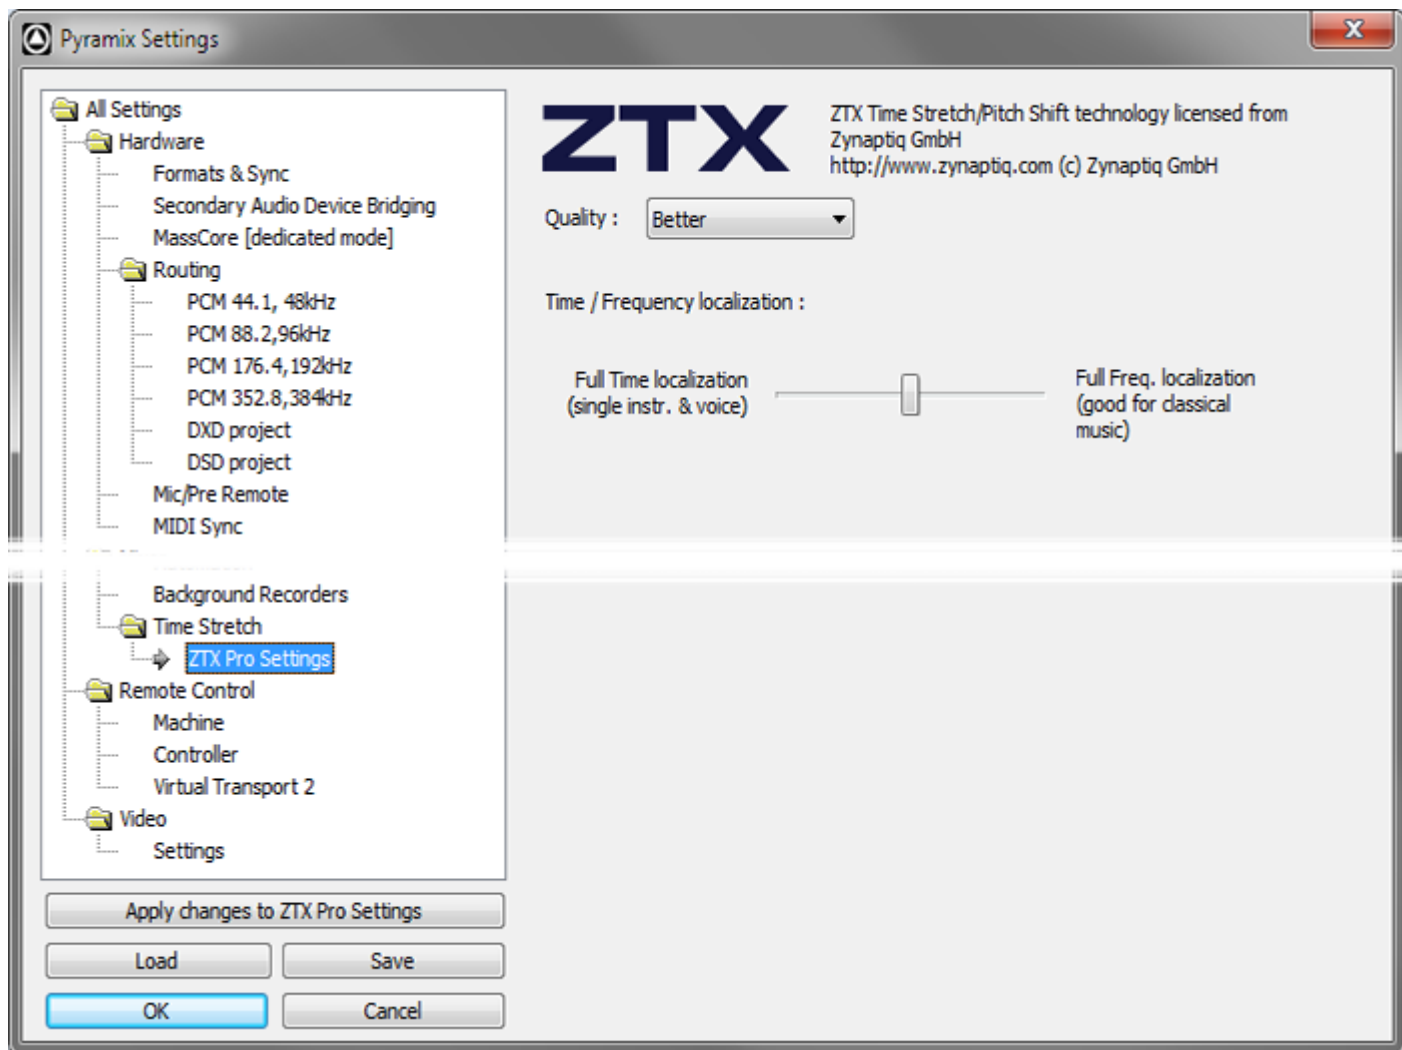 Pyramix Settings
X
All Settings
Hardware
Formats & Sync
Secondary Audio Device Bridging
MassCore [dedicated mode]
Routing
PCM 44.1, 48kHz
PCM 88.2,96kHz
PCM 176.4,192kHz
PCM 352.8,384kHz
DXD project
DSD project
Mic/Pre Remote
MIDI Sync
Background Recorders
Time Stretch
ZTX Pro Settings
Remote Control
Machine
Controller
Virtual Transport 2
Video
Settings
Apply changes to ZTX Pro Settings
Load
Save
OK
Cancel
ZTX
ZTX Time Stretch/Pitch Shift technology licensed from
Zynaptiq GmbH
http://www.zynaptiq.com (c) Zynaptiq GmbH
Quality :
Better
Time / Frequency localization :
Full Time localization
(single instr. & voice)
Full Freq. localization
(good for classical
music)